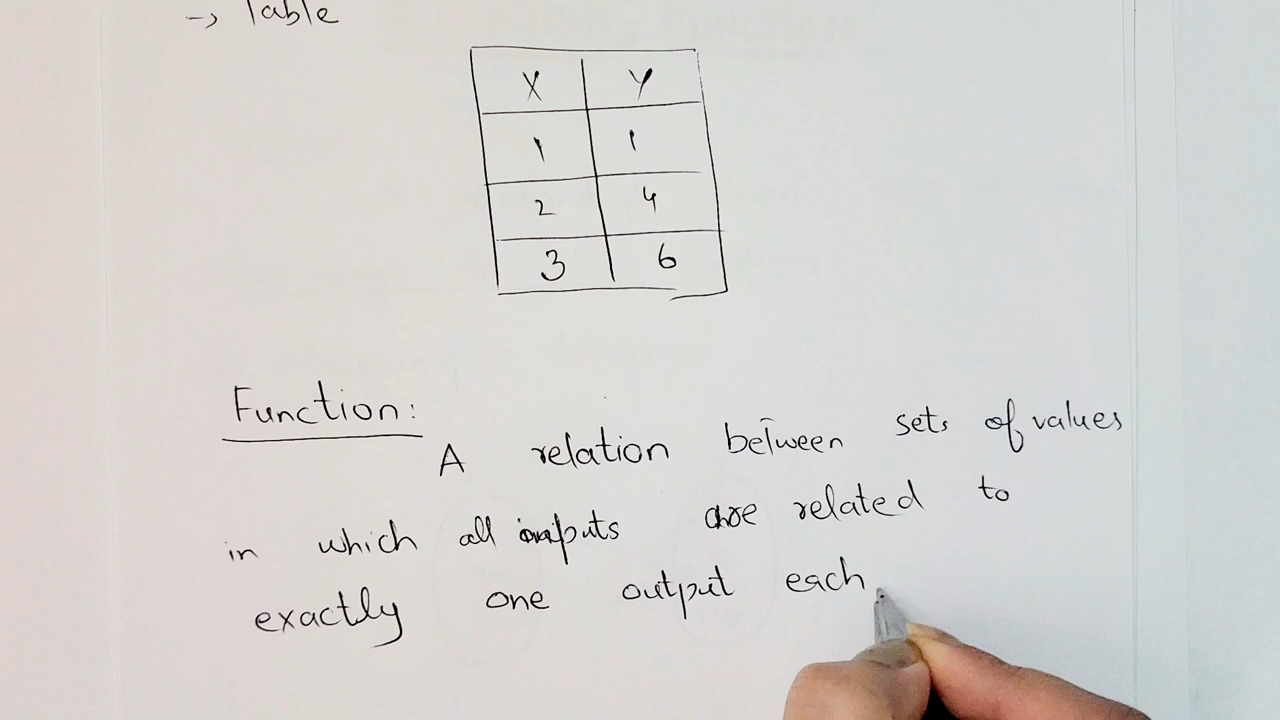 → Table
X Y
1 1
2 4
3 6
Function:
A relation between sets of values
in which all inputs are related to
exactly one output each.